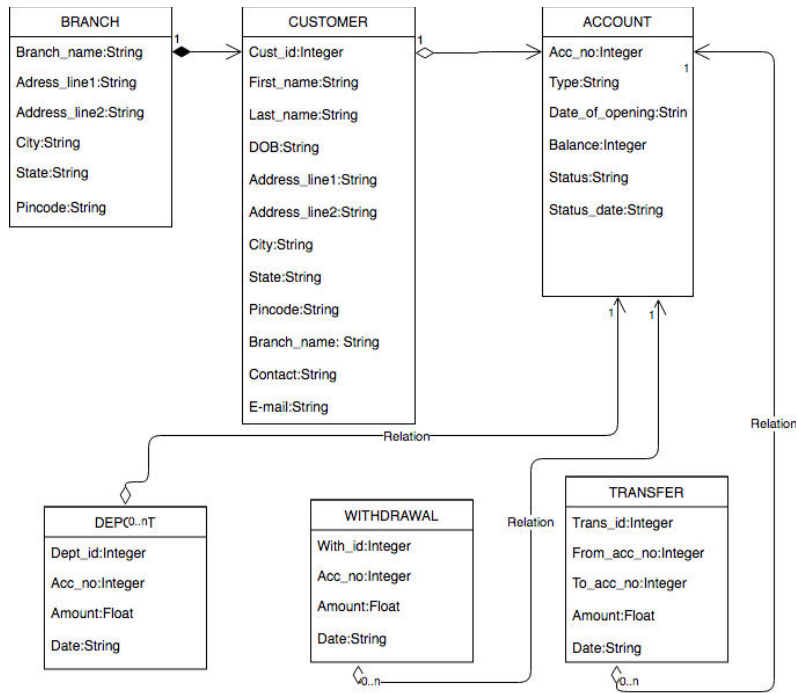 BRANCH
Branch_name:String
Adress_line1:String
Address_line2:String
City:String
State:String
Pincode:String
1
CUSTOMER
Cust_id:Integer
First_name:String
Last_name:String
DOB:String
Address_line1:String
Address_line2:String
City:String
State:String
Pincode:String
Branch_name: String
Contact:String
E-mail:String
1
ACCOUNT
Acc_no:Integer
1
Type:String
Date_of_opening:Strin
Balance:Integer
Status:String
Status_date:String
1
1
Relation
Relation
Relation
0..n
Dept_id:Integer
Acc_no:Integer
Amount:Float
Date:String
WITHDRAWAL
With_id:Integer
Acc_no:Integer
Amount:Float
Date:String
0..n
TRANSFER
Trans_id:Integer
From_acc_no:Integer
To_acc_no:Integer
Amount:Float
Date:String
0..n